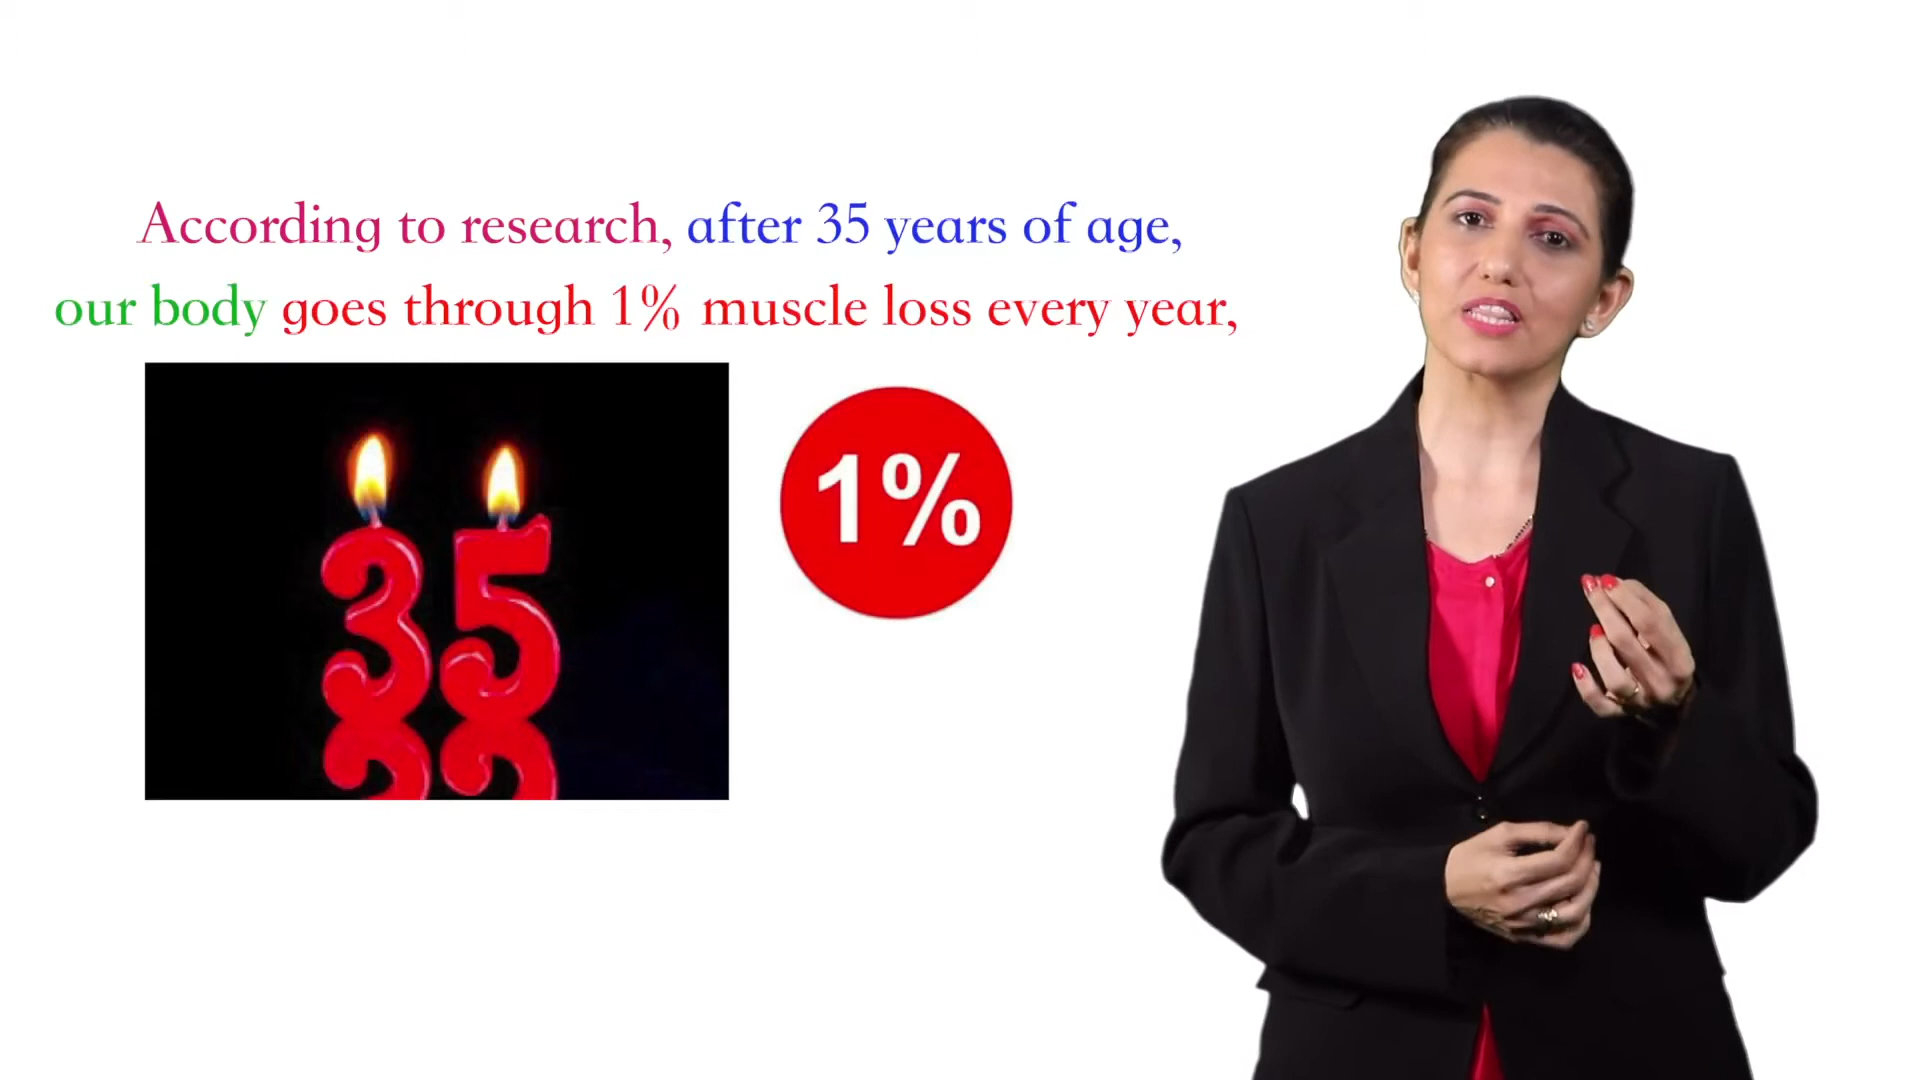 According to research, after 35 years of age,
our body goes through 1% muscle loss every year,
35
1%